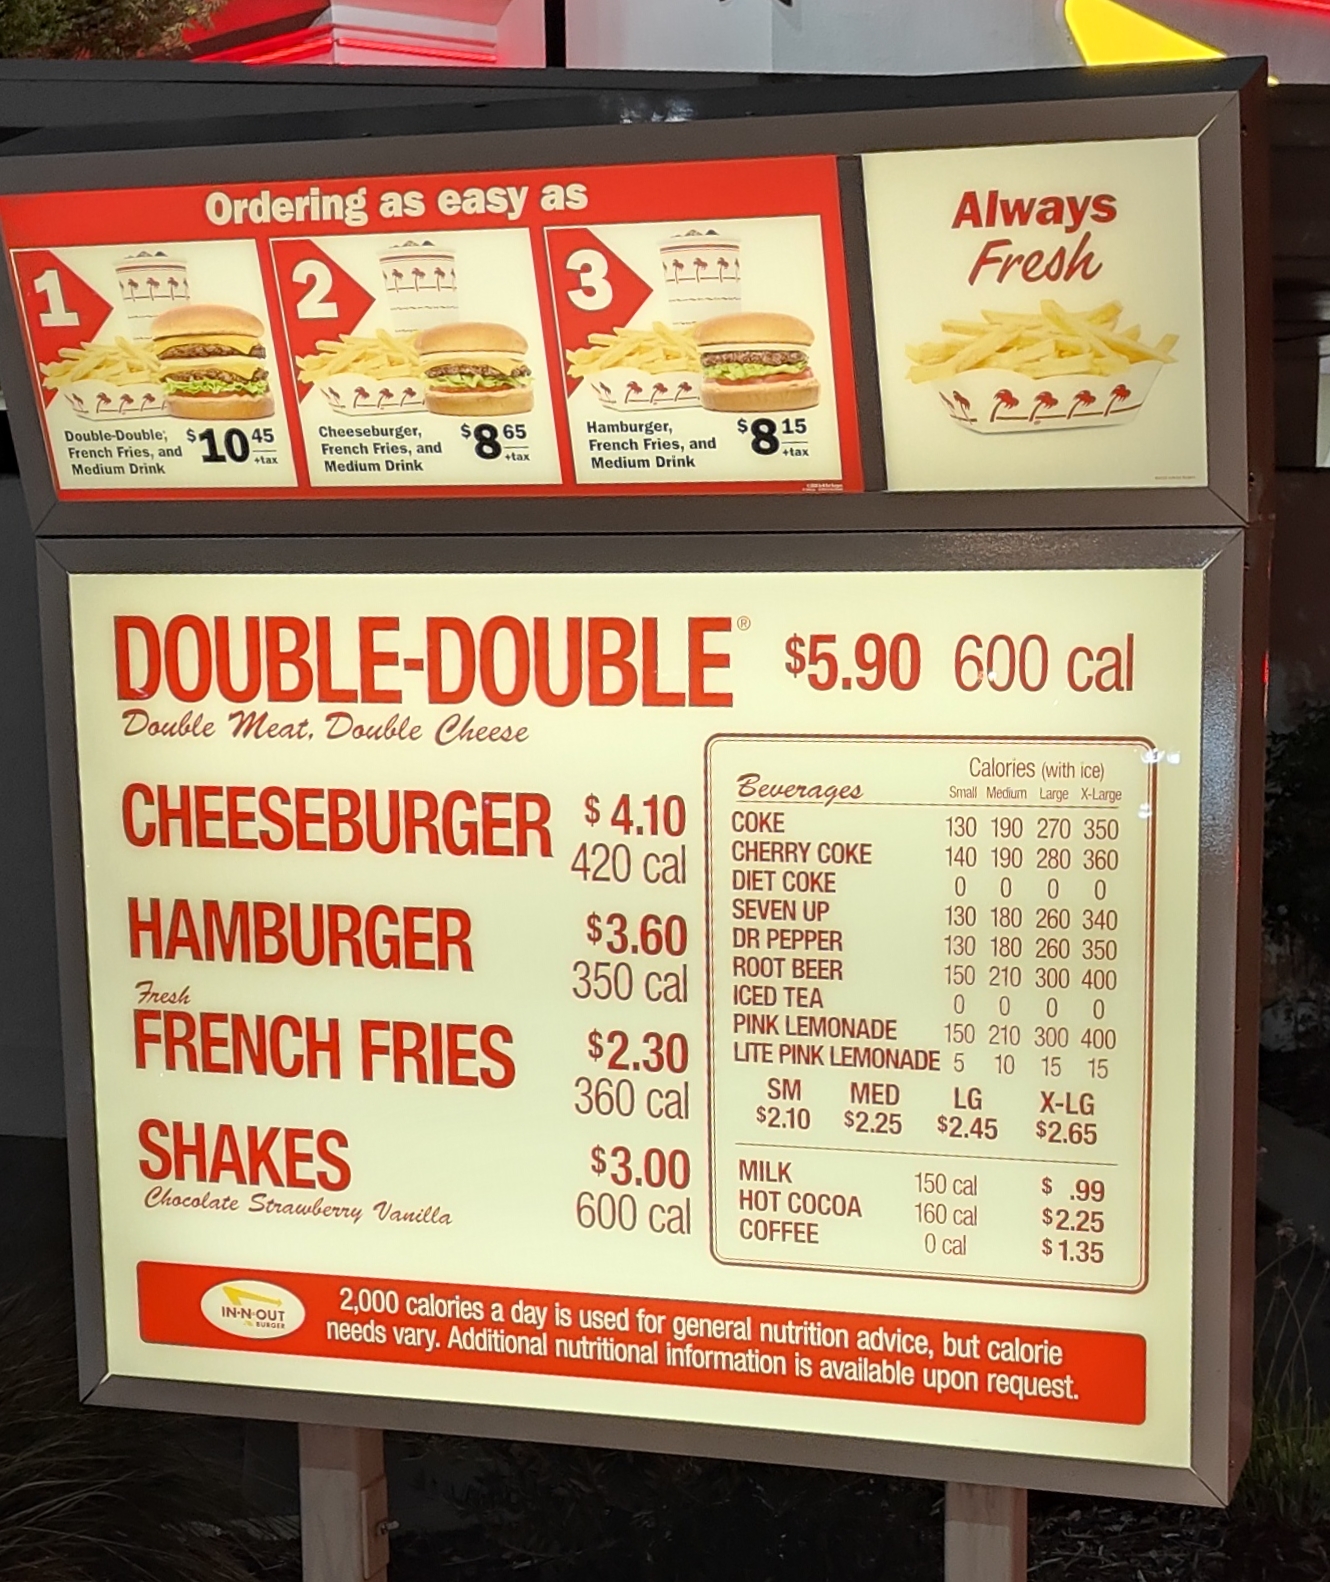 Ordering as easy as
1
Double-Double,
French Fries, and
Medium Drink
$10 45
+tax
2
Cheeseburger,
French Fries, and
Medium Drink
$8 65
+tax
3
Hamburger,
French Fries, and
Medium Drink
$8 15
+tax
Always
Fresh
DOUBLE-DOUBLE® $5.90 600 cal
Double Meat, Double Cheese
CHEESEBURGER $4.10
420 cal
HAMBURGER $3.60
350 cal
Fresh
FRENCH FRIES $2.30
360 cal
SHAKES $3.00
Chocolate Strawberry Vanilla 600 cal
Calories (with ice)
Beverages Small Medium Large X-Large
COKE 130 190 270 350
CHERRY COKE 140 190 280 360
DIET COKE 0 0 0 0
SEVEN UP 130 180 260 340
DR PEPPER 130 180 260 350
ROOT BEER 150 210 300 400
ICED TEA 0 0 0 0
PINK LEMONADE 150 210 300 400
LITE PINK LEMONADE 5 10 15 15
SM MED LG X-LG
$2.10 $2.25 $2.45 $2.65
MILK 150 cal $ .99
HOT COCOA 160 cal $2.25
COFFEE 0 cal $1.35
IN-N-OUT
BURGER
2,000 calories a day is used for general nutrition advice, but calorie
needs vary. Additional nutritional information is available upon request.